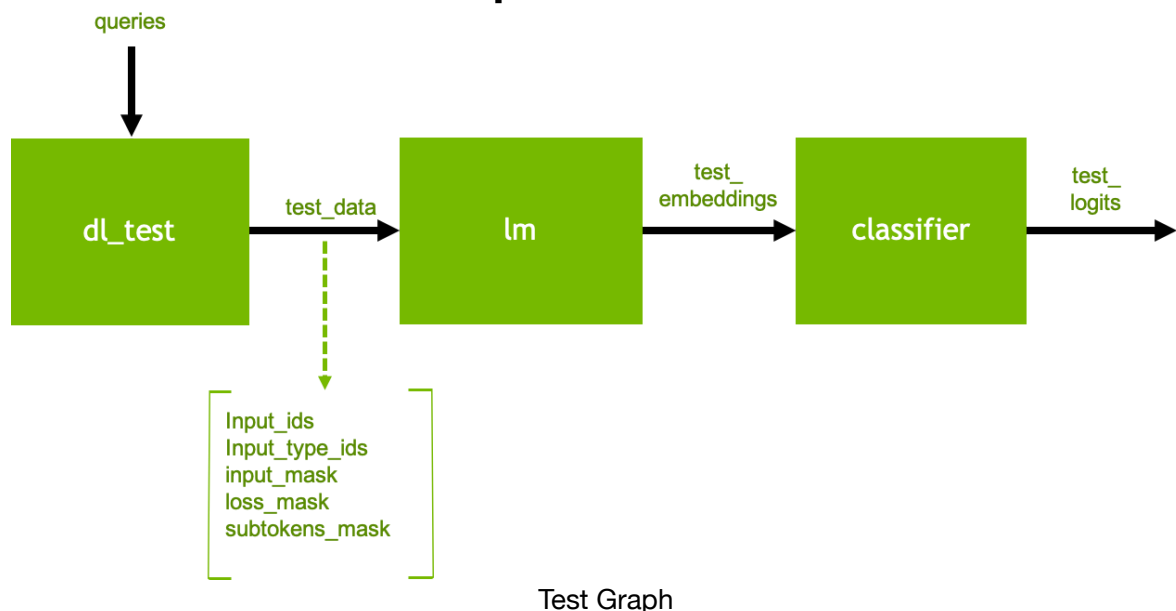 queries
dl_test
test_data
lm
test_
embeddings
classifier
test_
logits
Input_ids
Input_type_ids
input_mask
loss_mask
subtokens_mask
Test Graph